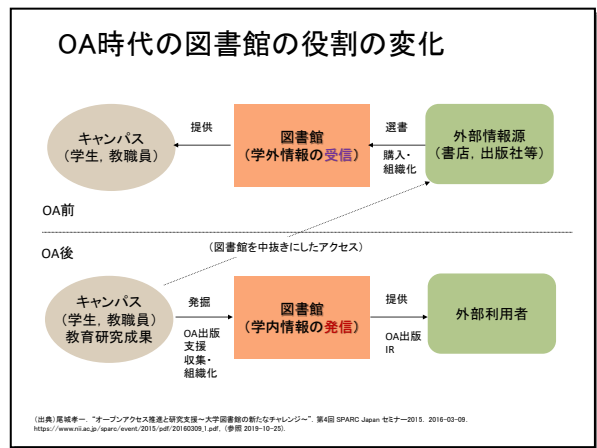 OA時代の図書館の役割の変化
キャンパス
（学生，教職員）
提供
図書館
（学外情報の受信）
選書
購入・
組織化
外部情報源
（書店，出版社等）
OA前
（図書館を中抜きにしたアクセス）
OA後
キャンパス
（学生，教職員）
教育研究成果
発掘
OA出版
支援
収集・
組織化
図書館
（学内情報の発信）
提供
OA出版
IR
外部利用者
（出典）尾城孝一. “オープンアクセス推進と研究支援～大学図書館の新たなチャレンジ～”. 第4回 SPARC Japan セミナー2015. 2016-03-09.
https://www.nii.ac.jp/sparc/event/2015/pdf/20160309_1.pdf, （参照 2019-10-25).